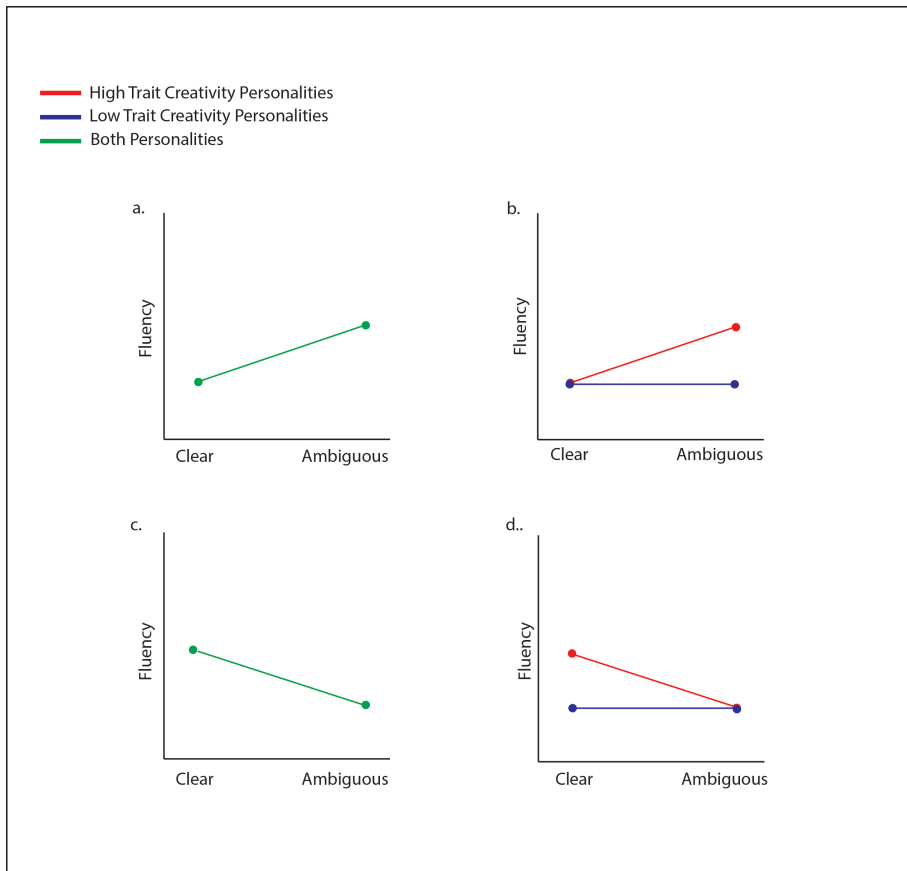 High Trait Creativity Personalities
Low Trait Creativity Personalities
Both Personalities
a.
Fluency
Clear
Ambiguous
b.
Fluency
Clear
Ambiguous
c.
Fluency
Clear
Ambiguous
d..
Fluency
Clear
Ambiguous